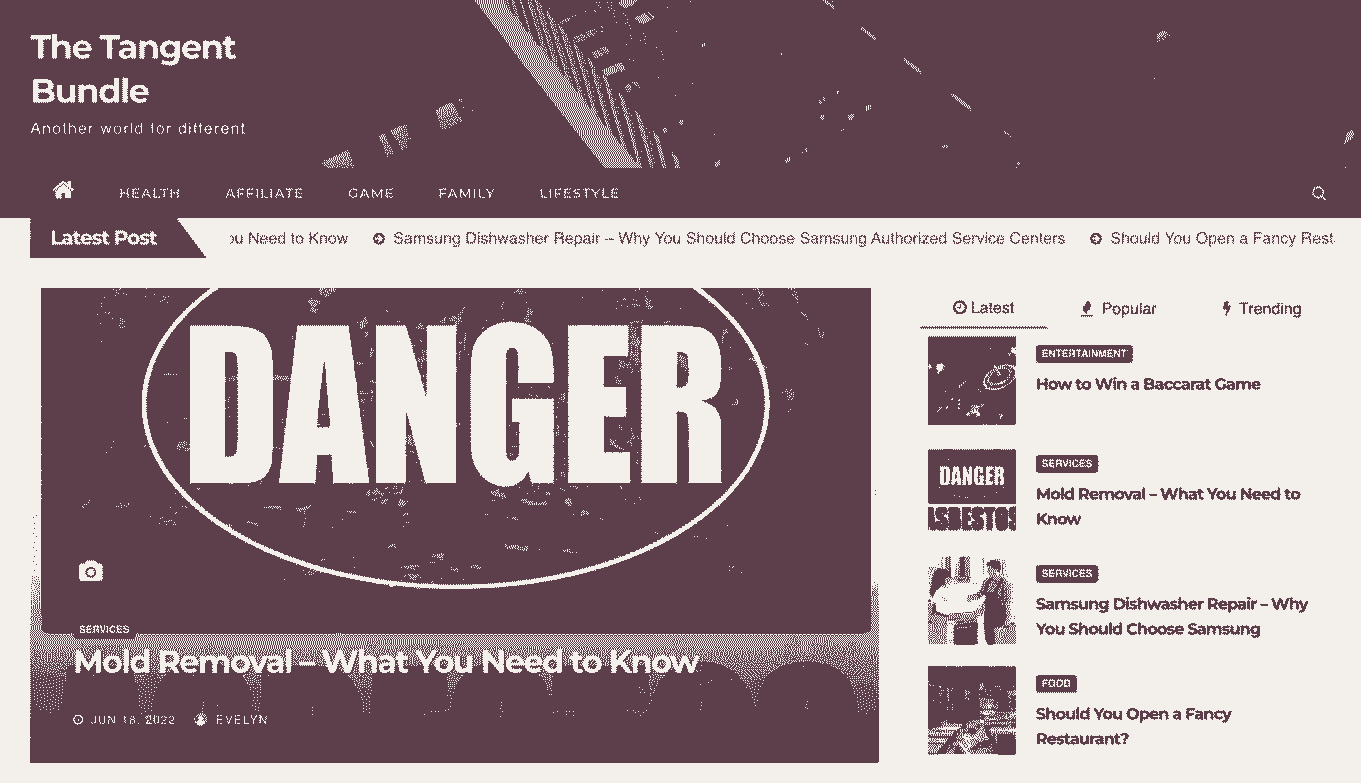 The Tangent
Bundle
Another world for different
HEALTH AFFILIATE GAME FAMILY LIFESTYLE
Latest Post
ou Need to Know Samsung Dishwasher Repair – Why You Should Choose Samsung Authorized Service Centers Should You Open a Fancy Rest
DANGER
SERVICES
Mold Removal – What You Need to Know
JUN 18, 2022 EVELYN
Latest Popular Trending
ENTERTAINMENT
How to Win a Baccarat Game
DANGER
ASBESTOS
SERVICES
Mold Removal – What You Need to
Know
SERVICES
Samsung Dishwasher Repair – Why
You Should Choose Samsung
FOOD
Should You Open a Fancy
Restaurant?